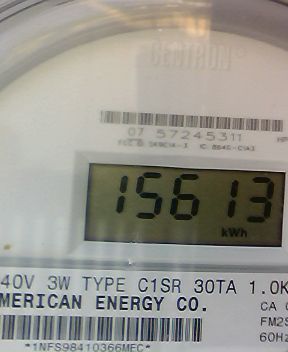 CENTRON®
07 57245311
15613
kWh
40V 3W TYPE C1SR 30TA 1.0K
MERICAN ENERGY CO.
CA
FM2S
60Hz
*1NFS98410366MEC*